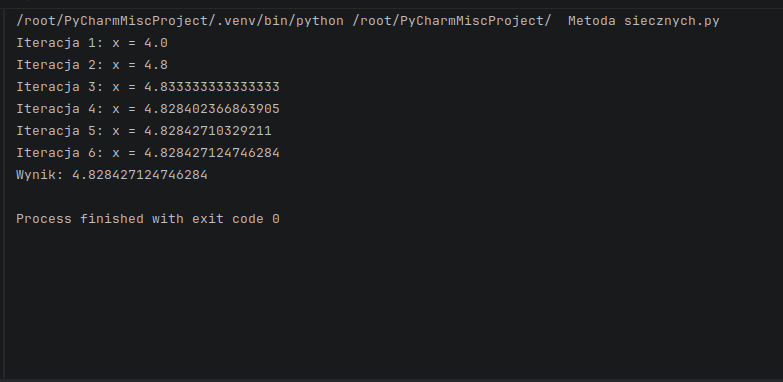 /root/PyCharmMiscProject/.venv/bin/python /root/PyCharmMiscProject/  Metoda siecznych.py
Iteracja 1: x = 4.0
Iteracja 2: x = 4.8
Iteracja 3: x = 4.833333333333333
Iteracja 4: x = 4.828402366863905
Iteracja 5: x = 4.82842710329211
Iteracja 6: x = 4.828427124746284
Wynik: 4.828427124746284
Process finished with exit code 0